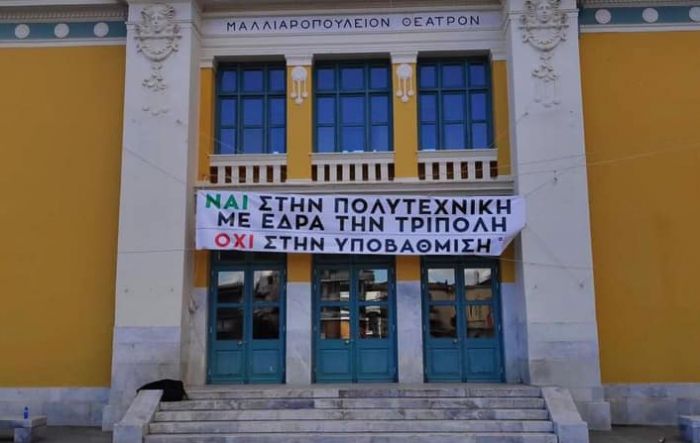 ΜΑΛΛΙΑΡΟΠΟΥΛΕΙΟΝ ΘΕΑΤΡΟΝ
ΝΑΙ ΣΤΗΝ ΠΟΛΥΤΕΧΝΙΚΗ
ΜΕ ΕΔΡΑ ΤΗΝ ΤΡΙΠΟΛΗ
ΟΧΙ ΣΤΗΝ ΥΠΟΒΑΘΜΙΣΗ